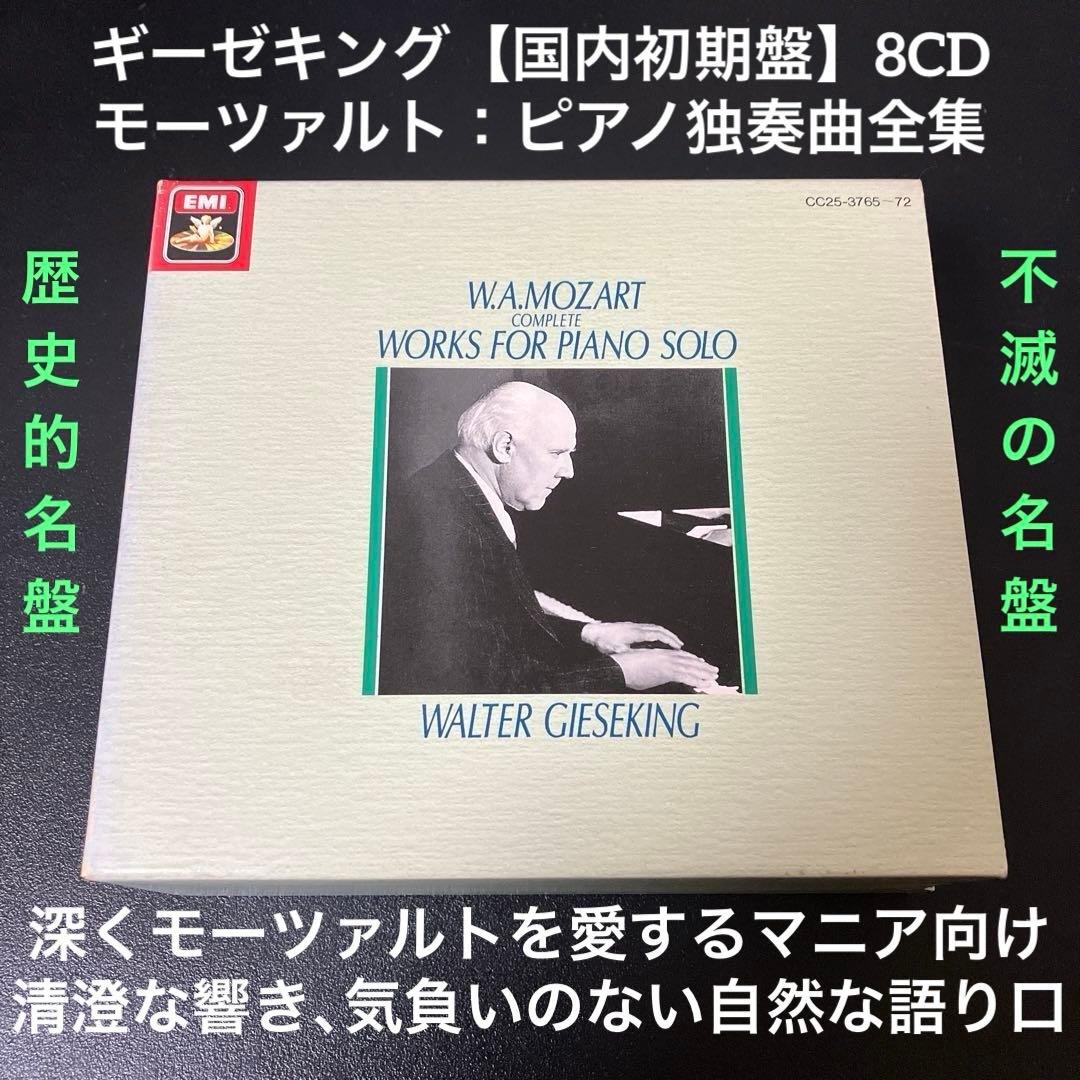 ギーゼキング【国内初期盤】8CD
モーツァルト：ピアノ独奏曲全集
EMI
CC25-3765～72
歴史的名盤
不滅の名盤
W.A.MOZART
COMPLETE
WORKS FOR PIANO SOLO
WALTER GIESEKING
深くモーツァルトを愛するマニア向け
清澄な響き、気負いのない自然な語り口